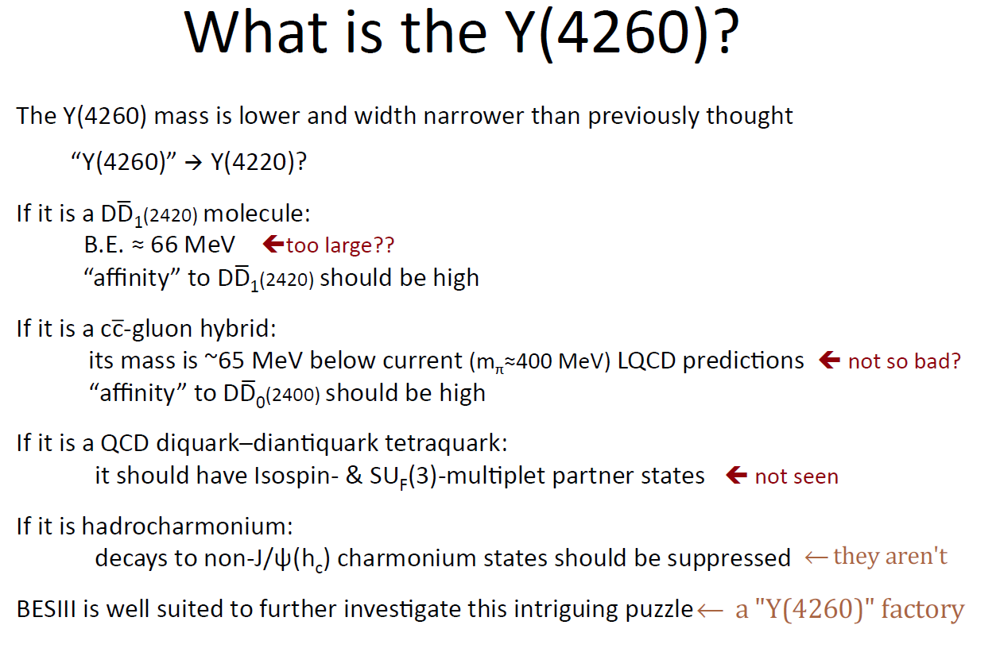 What is the Y(4260)?
The Y(4260) mass is lower and width narrower than previously thought
“Y(4260)” → Y(4220)?
If it is a DD̅₁(2420) molecule:
B.E. ≈ 66 MeV 🡸too large??
“affinity” to DD̅₁(2420) should be high
If it is a cc̅-gluon hybrid:
its mass is ~65 MeV below current (mπ≈400 MeV) LQCD predictions 🡸 not so bad?
“affinity” to DD̅₀(2400) should be high
If it is a QCD diquark–diantiquark tetraquark:
it should have Isospin- & SU_F(3)-multiplet partner states 🡸 not seen
If it is hadrocharmonium:
decays to non-J/ψ(h_c) charmonium states should be suppressed ← they aren't
BESIII is well suited to further investigate this intriguing puzzle ← a "Y(4260)" factory